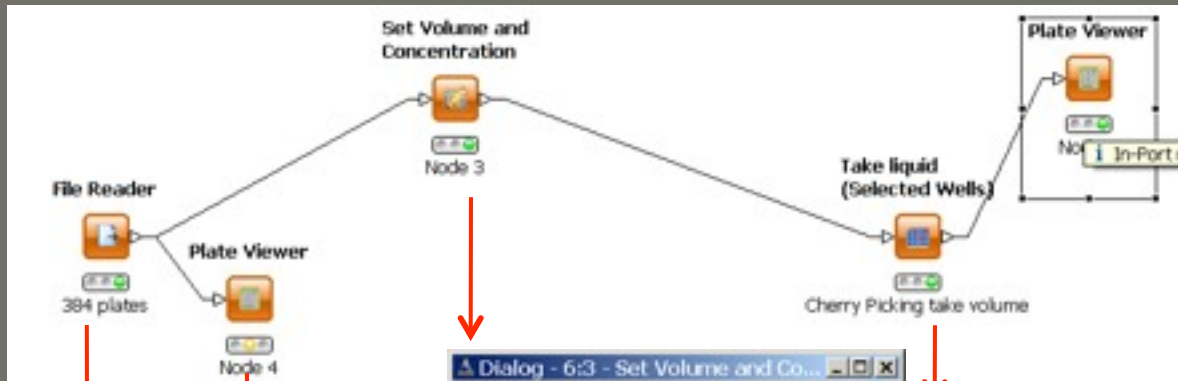 Set Volume and
Concentration
Node 3
Plate Viewer
i In-Port
Take liquid
(Selected Wells)
Cherry Picking take volume
File Reader
384 plates
Plate Viewer
Node 4
Dialog - 6:3 - Set Volume and Co...